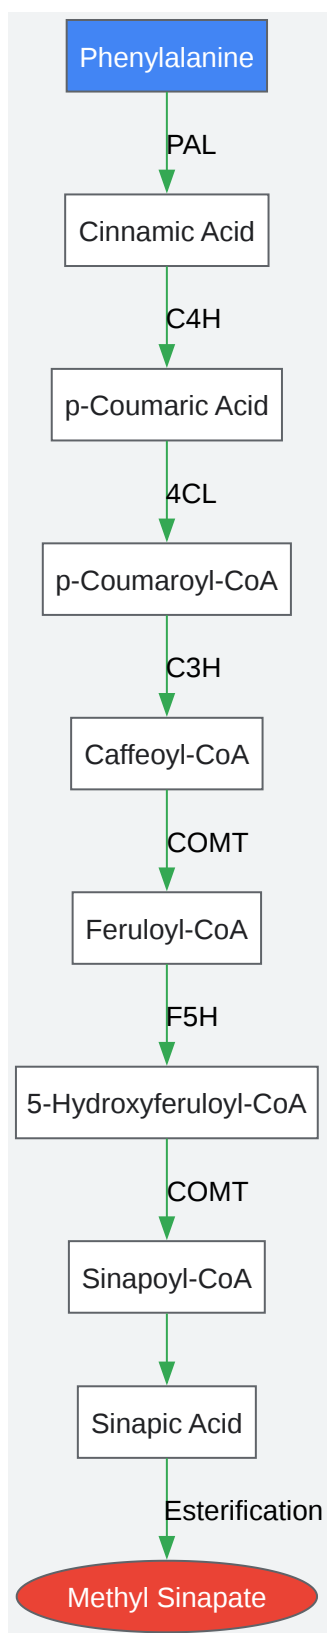 Phenylalanine
PAL
Cinnamic Acid
C4H
p-Coumaric Acid
4CL
p-Coumaroyl-CoA
C3H
Caffeoyl-CoA
COMT
Feruloyl-CoA
F5H
5-Hydroxyferuloyl-CoA
COMT
Sinapoyl-CoA
Sinapic Acid
Esterification
Methyl Sinapate